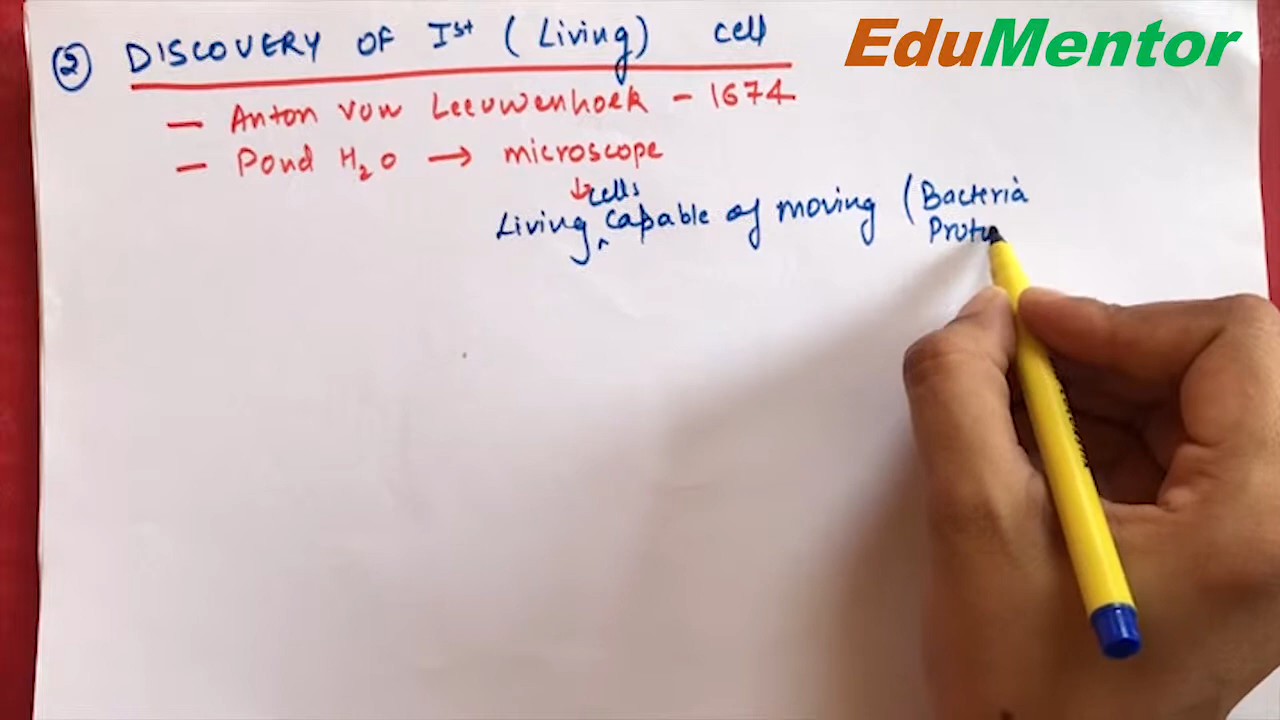 ② DISCOVERY OF Ist (Living) cell
EduMentor
— Anton von Leeuwenhoek - 1674
— Pond H2O → microscope
↓ cells
Living ^ capable of moving (Bacteria
Proto